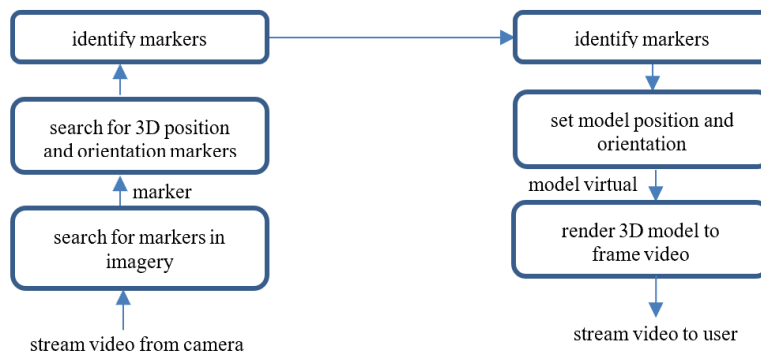 identify markers
identify markers
search for 3D position
and orientation markers
set model position and
orientation
marker
model virtual
search for markers in
imagery
render 3D model to
frame video
stream video from camera
stream video to user